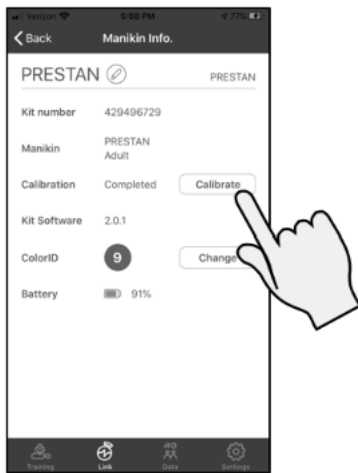 Verizon 5:00 PM 77%
Back Manikin Info.
PRESTAN PRESTAN
Kit number 429496729
Manikin PRESTAN
Adult
Calibration Completed Calibrate
Kit Software 2.0.1
ColorID 9 Change
Battery 91%
Training Link Data Settings